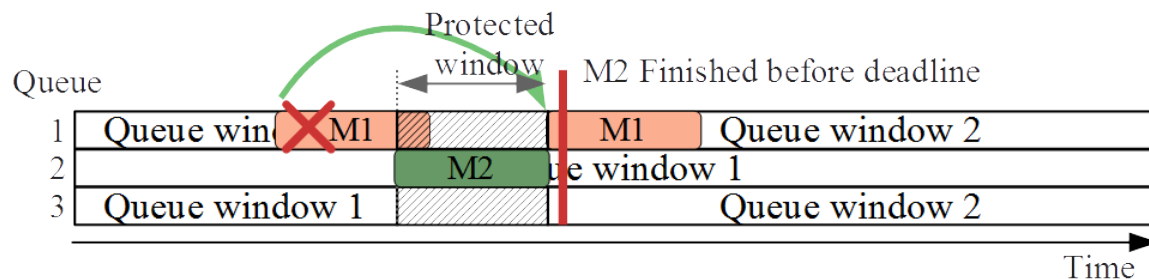 Protected
window
M2 Finished before deadline
Queue
1 Queue win M1 M1 Queue window 2
2 M2 ue window 1
3 Queue window 1 Queue window 2
Time